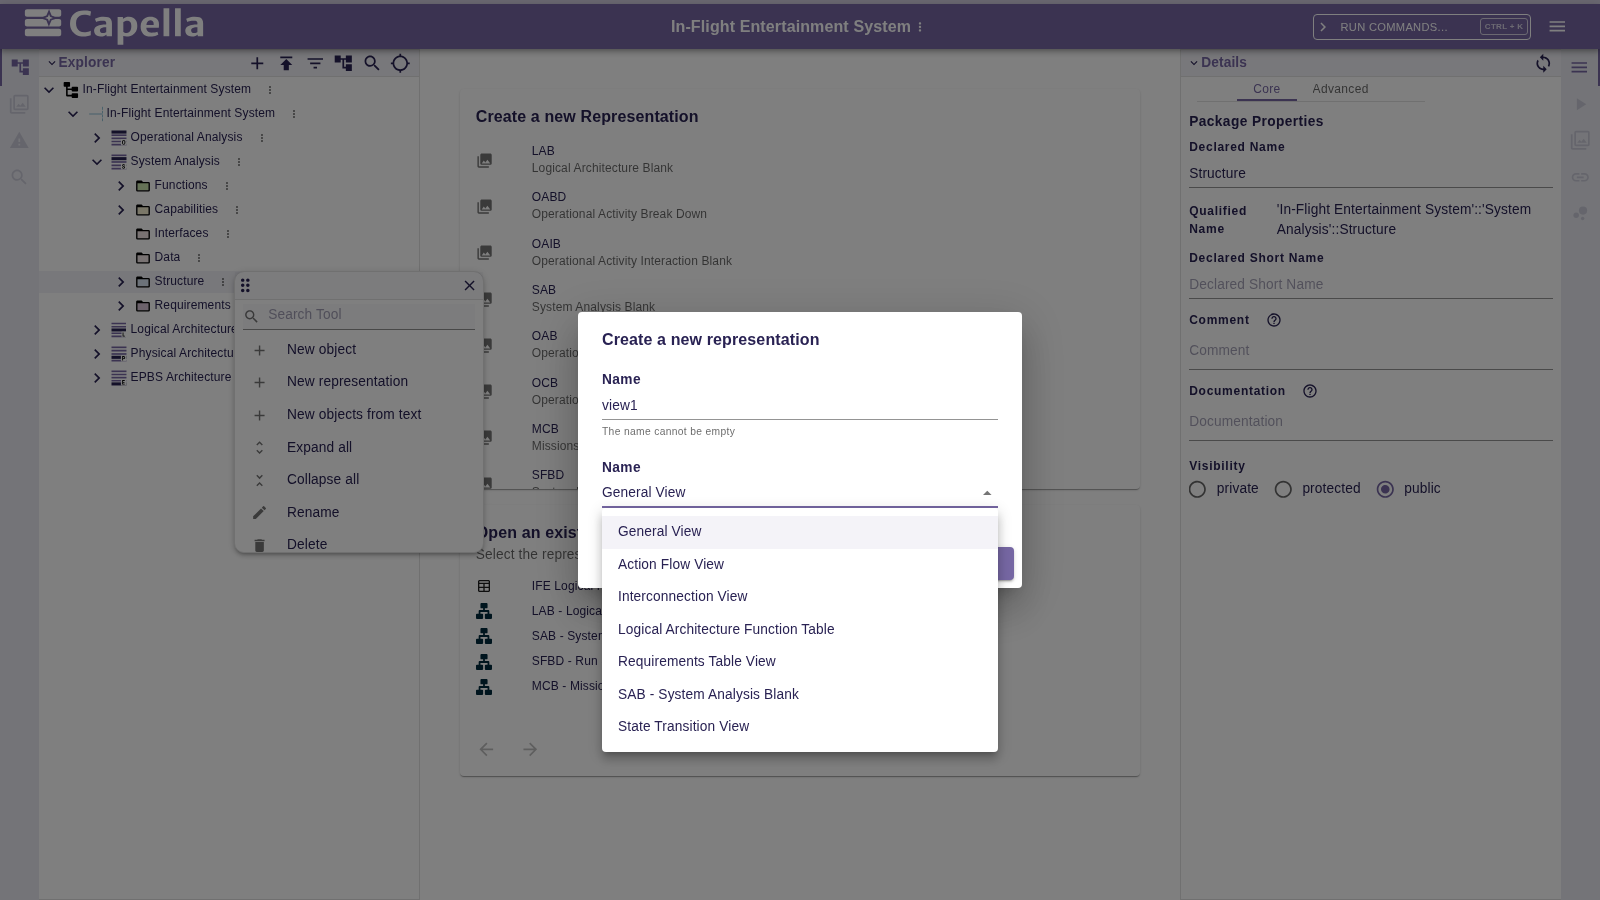 Capella
In-Flight Entertainment System
RUN COMMANDS...
CTRL + K
Explorer
In-Flight Entertainment System
In-Flight Entertainment System
Operational Analysis
System Analysis
Functions
Capabilities
Interfaces
Data
Structure
Requirements
Logical Architecture
Physical Architectu
EPBS Architecture
Search Tool
New object
New representation
New objects from text
Expand all
Collapse all
Rename
Delete
Create a new Representation
LAB
Logical Architecture Blank
OABD
Operational Activity Break Down
OAIB
Operational Activity Interaction Blank
SAB
System Analysis Blank
OAB
Operatio
OCB
Operatio
MCB
Missions
SFBD
Open an exis
Select the repres
IFE Logical
LAB - Logica
SAB - System
SFBD - Run
MCB - Missio
Create a new representation
Name
view1
The name cannot be empty
Name
General View
General View
Action Flow View
Interconnection View
Logical Architecture Function Table
Requirements Table View
SAB - System Analysis Blank
State Transition View
Details
Core
Advanced
Package Properties
Declared Name
Structure
Qualified Name
'In-Flight Entertainment System'::'System
Analysis'::Structure
Declared Short Name
Declared Short Name
Comment
Comment
Documentation
Documentation
Visibility
private
protected
public